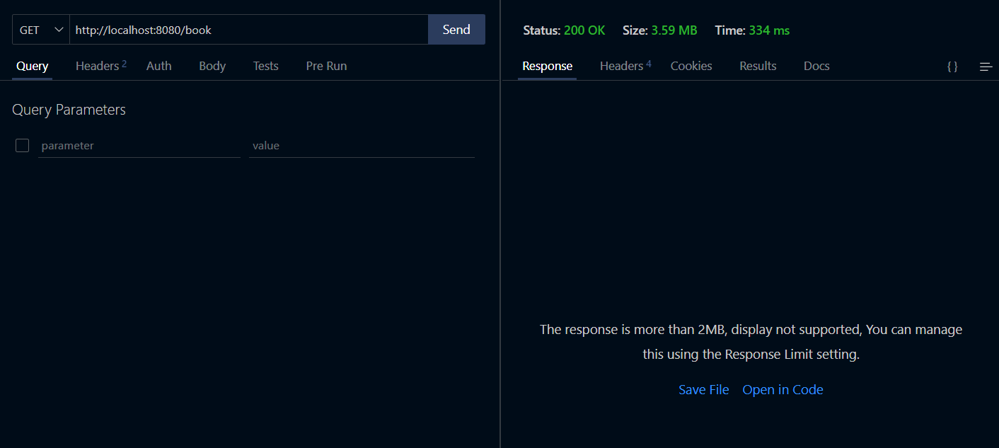 GET http://localhost:8080/book Send
Query Headers 2 Auth Body Tests Pre Run
Query Parameters
parameter value
Status: 200 OK Size: 3.59 MB Time: 334 ms
Response Headers 4 Cookies Results Docs { }
The response is more than 2MB, display not supported, You can manage
this using the Response Limit setting.
Save File Open in Code